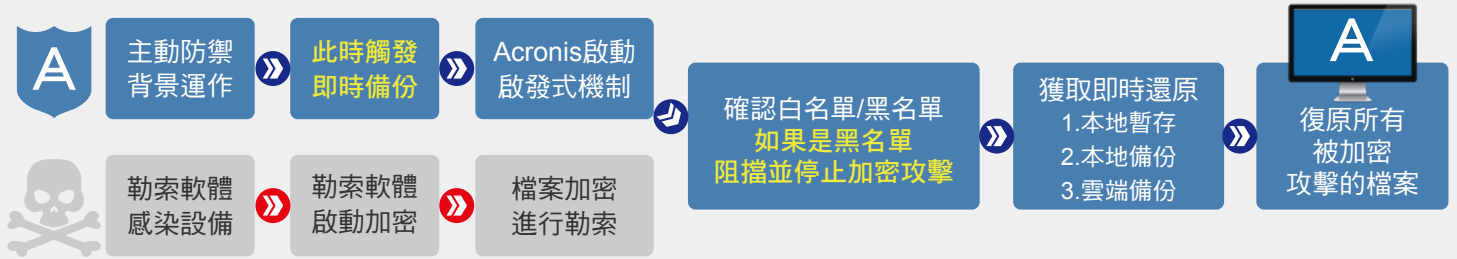 主動防禦
背景運作
此時觸發
即時備份
Acronis啟動
啟發式機制
勒索軟體
感染設備
勒索軟體
啟動加密
檔案加密
進行勒索
確認白名單/黑名單
如果是黑名單
阻擋並停止加密攻擊
獲取即時還原
1.本地暫存
2.本地備份
3.雲端備份
復原所有
被加密
攻擊的檔案